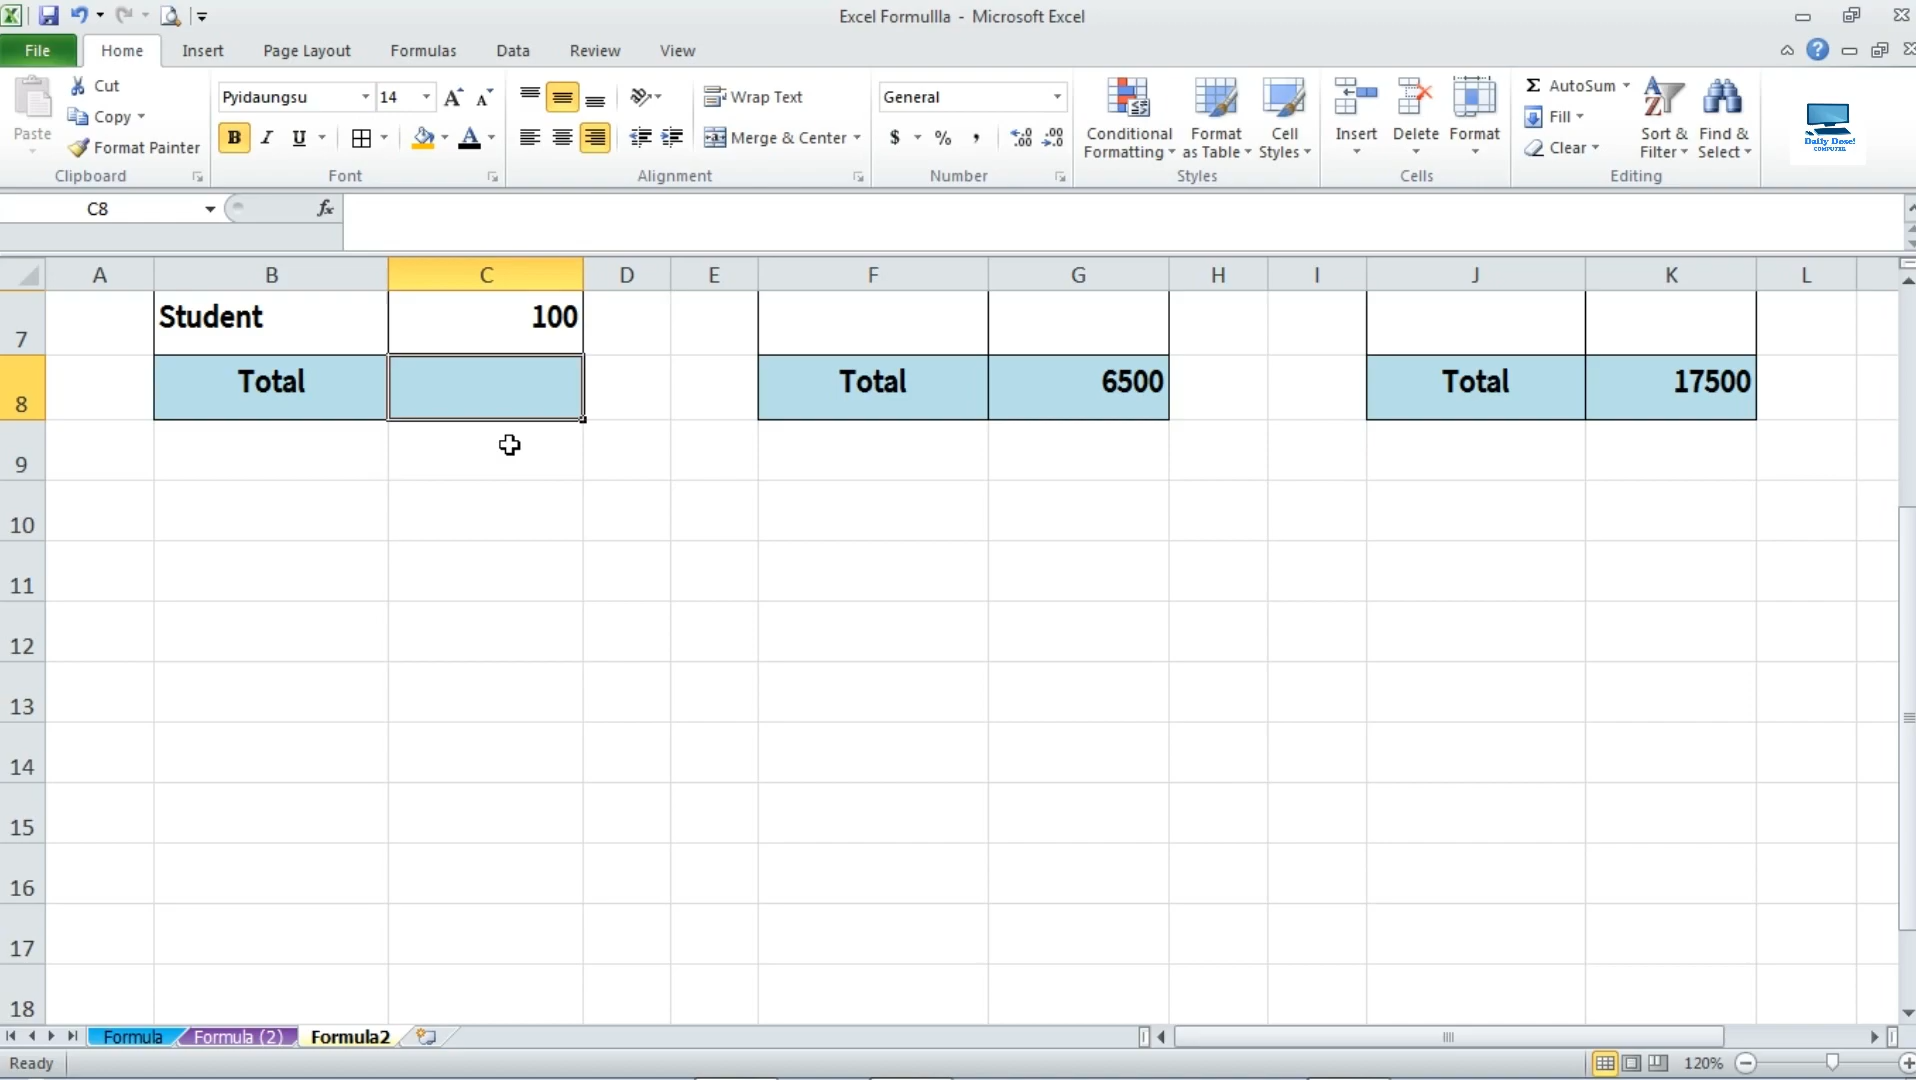 Excel Formullla - Microsoft Excel
File Home Insert Page Layout Formulas Data Review View
Paste
Cut
Copy
Format Painter
Clipboard
Pyidaungsu 14
B I U
Font
Wrap Text
Merge & Center
Alignment
General
$ % ,
Number
Conditional Formatting
Format as Table
Cell Styles
Styles
Insert Delete Format
Cells
Σ AutoSum
Fill
Clear
Sort & Filter
Find & Select
Editing
Daily Dose!
COMPUTER
C8 fx
A B C D E F G H I J K L
7 Student 100
8 Total Total 6500 Total 17500
9
10
11
12
13
14
15
16
17
18
Formula Formula (2) Formula2
Ready 120%